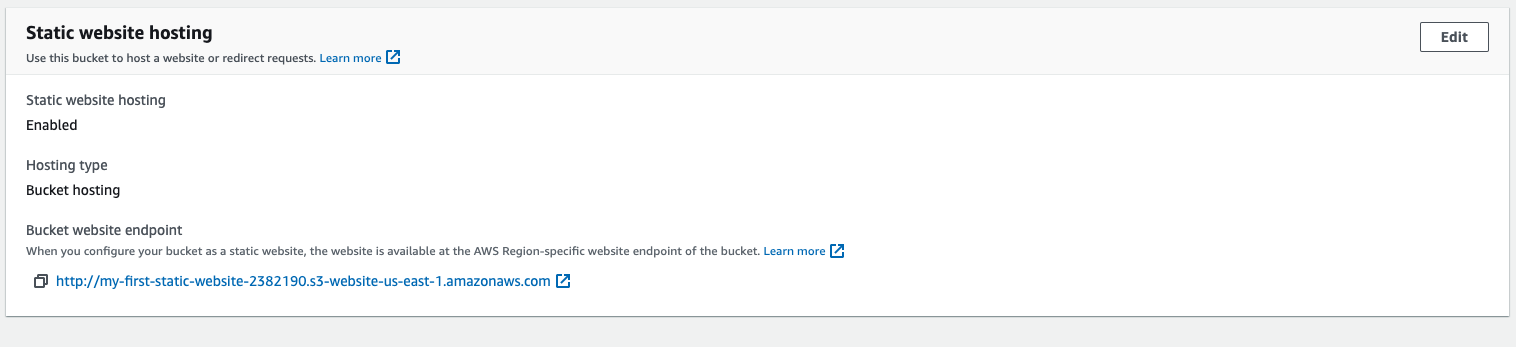 Static website hosting
Edit
Use this bucket to host a website or redirect requests. Learn more
Static website hosting
Enabled
Hosting type
Bucket hosting
Bucket website endpoint
When you configure your bucket as a static website, the website is available at the AWS Region-specific website endpoint of the bucket. Learn more
http://my-first-static-website-2382190.s3-website-us-east-1.amazonaws.com